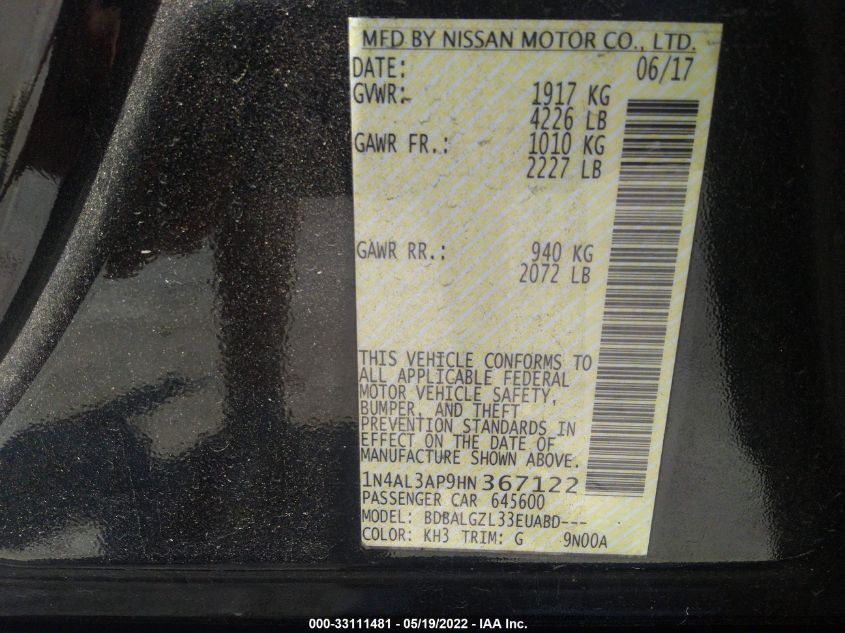 MFD BY NISSAN MOTOR CO., LTD.
DATE: 06/17
GVWR: 1917 KG
4226 LB
GAWR FR.: 1010 KG
2227 LB
GAWR RR.: 940 KG
2072 LB
THIS VEHICLE CONFORMS TO
ALL APPLICABLE FEDERAL
MOTOR VEHICLE SAFETY,
BUMPER, AND THEFT
PREVENTION STANDARDS IN
EFFECT ON THE DATE OF
MANUFACTURE SHOWN ABOVE.
1N4AL3AP9HN 367122
PASSENGER CAR 645600
MODEL: BDBALGZL33EUABD---
COLOR: KH3 TRIM: G 9N00A
000-33111481 - 05/19/2022 - IAA Inc.